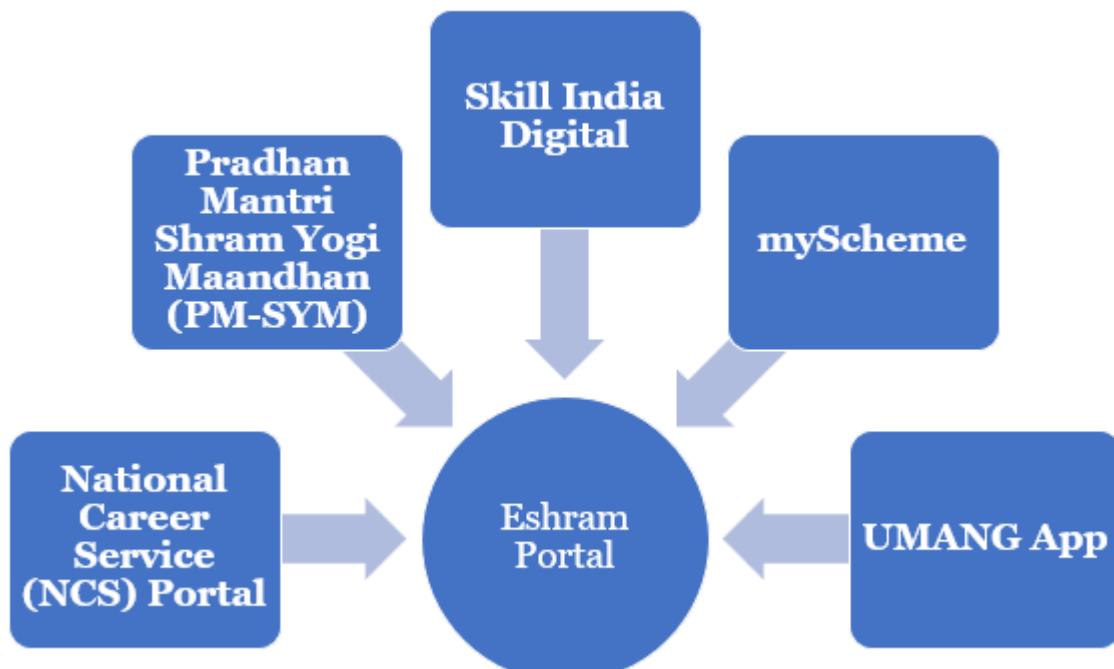 Skill India
Digital
Pradhan
Mantri
Shram Yogi
Maandhan
(PM-SYM)
myScheme
National
Career
Service
(NCS) Portal
Eshram
Portal
UMANG App